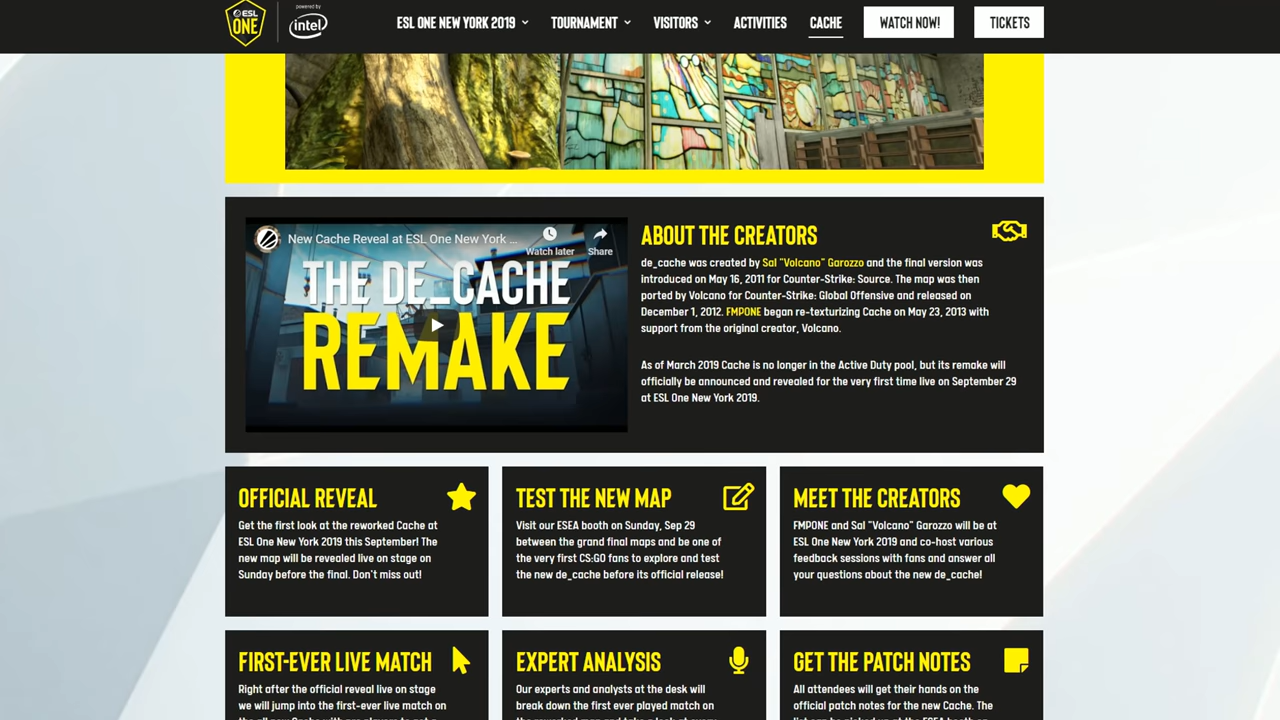 ESL ONE
powered by
intel
ESL ONE NEW YORK 2019
TOURNAMENT
VISITORS
ACTIVITIES
CACHE
WATCH NOW!
TICKETS
New Cache Reveal at ESL One New York ...
Watch later
Share
THE DE_CACHE
REMAKE
ABOUT THE CREATORS
de_cache was created by Sal "Volcano" Garozzo and the final version was
introduced on May 16, 2011 for Counter-Strike: Source. The map was then
ported by Volcano for Counter-Strike: Global Offensive and released on
December 1, 2012. FMPONE began re-texturizing Cache on May 23, 2013 with
support from the original creator, Volcano.
As of March 2019 Cache is no longer in the Active Duty pool, but its remake will
officially be announced and revealed for the very first time live on September 29
at ESL One New York 2019.
OFFICIAL REVEAL
Get the first look at the reworked Cache at
ESL One New York 2019 this September! The
new map will be revealed live on stage on
Sunday before the final. Don't miss out!
TEST THE NEW MAP
Visit our ESEA booth on Sunday, Sep 29
between the grand final maps and be one of
the very first CS:GO fans to explore and test
the new de_cache before its official release!
MEET THE CREATORS
FMPONE and Sal "Volcano" Garozzo will be at
ESL One New York 2019 and co-host various
feedback sessions with fans and answer all
your questions about the new de_cache!
FIRST-EVER LIVE MATCH
Right after the official reveal live on stage
we will jump into the first-ever live match on
EXPERT ANALYSIS
Our experts and analysts at the desk will
break down the first ever played match on
GET THE PATCH NOTES
All attendees will get their hands on the
official patch notes for the new Cache. The